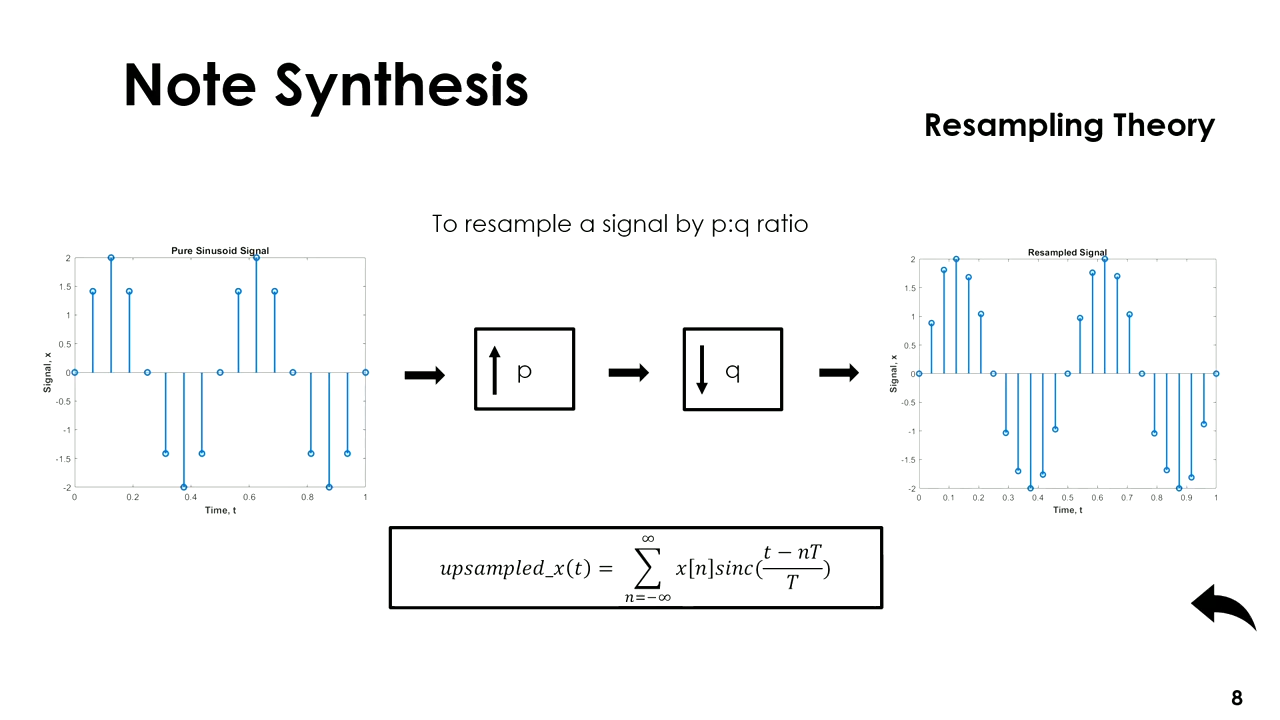 Note Synthesis
Resampling Theory
To resample a signal by p:q ratio
Pure Sinusoid Signal
2
1.5
1
0.5
0
-0.5
-1
-1.5
-2
Signal, x
0 0.2 0.4 0.6 0.8 1
Time, t
p
q
Resampled Signal
2
1.5
1
0.5
0
-0.5
-1
-1.5
-2
Signal, x
0 0.1 0.2 0.3 0.4 0.5 0.6 0.7 0.8 0.9 1
Time, t
upsampled_x(t) = ∑_{n=-∞}^{∞} x[n]sinc((t − nT)/T)
8